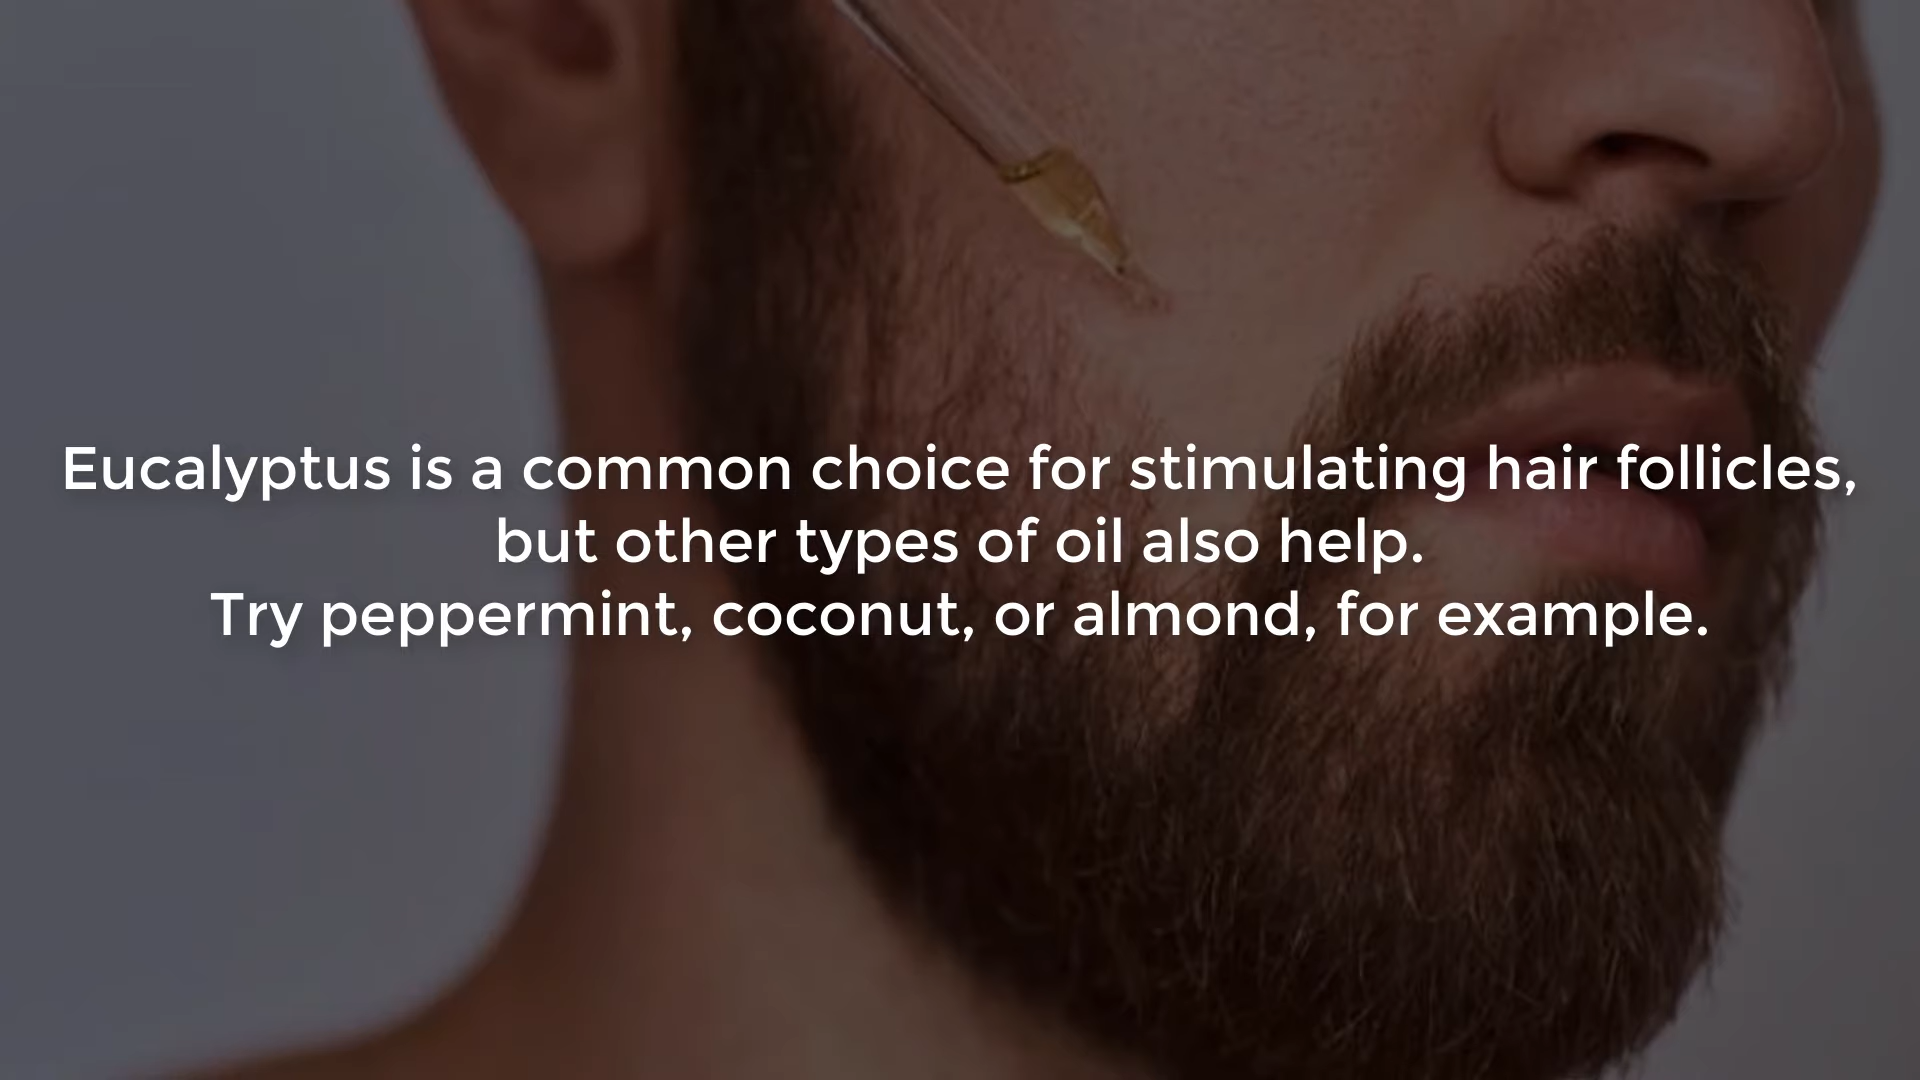 Eucalyptus is a common choice for stimulating hair follicles,
but other types of oil also help.
Try peppermint, coconut, or almond, for example.